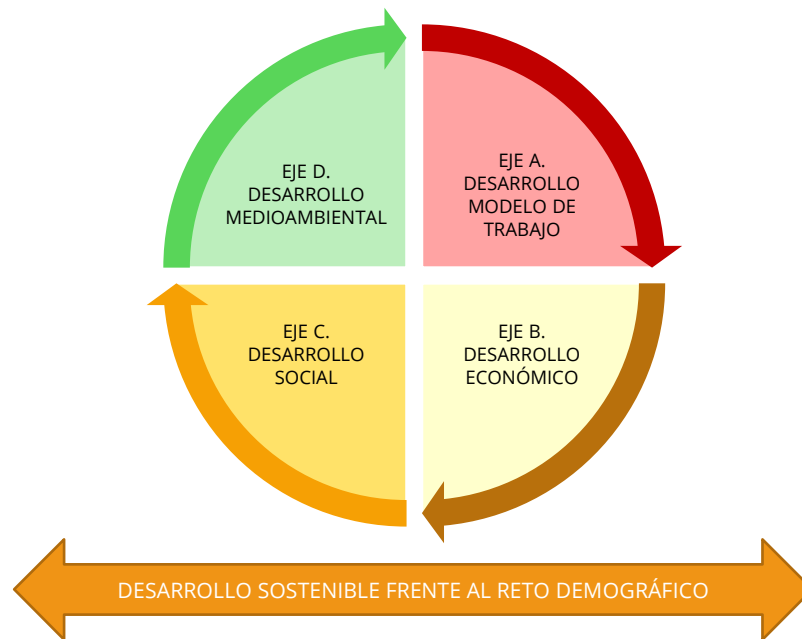 EJE D.
DESARROLLO
MEDIOAMBIENTAL
EJE A.
DESARROLLO
MODELO DE
TRABAJO
EJE C.
DESARROLLO
SOCIAL
EJE B.
DESARROLLO
ECONÓMICO
DESARROLLO SOSTENIBLE FRENTE AL RETO DEMOGRÁFICO